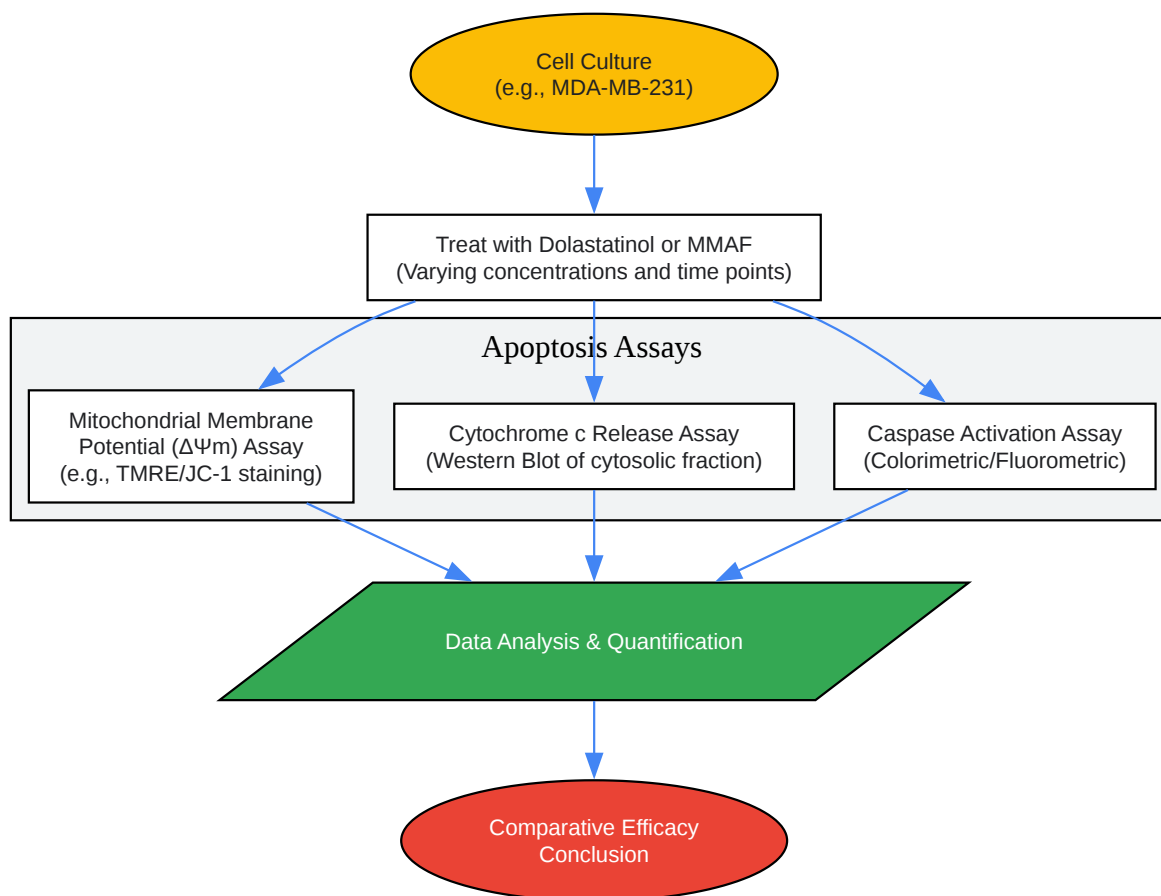 Cell Culture
(e.g., MDA-MB-231)
Treat with Dolastatinol or MMAF
(Varying concentrations and time points)
Apoptosis Assays
Mitochondrial Membrane
Potential (ΔΨm) Assay
(e.g., TMRE/JC-1 staining)
Cytochrome c Release Assay
(Western Blot of cytosolic fraction)
Caspase Activation Assay
(Colorimetric/Fluorometric)
Data Analysis & Quantification
Comparative Efficacy
Conclusion